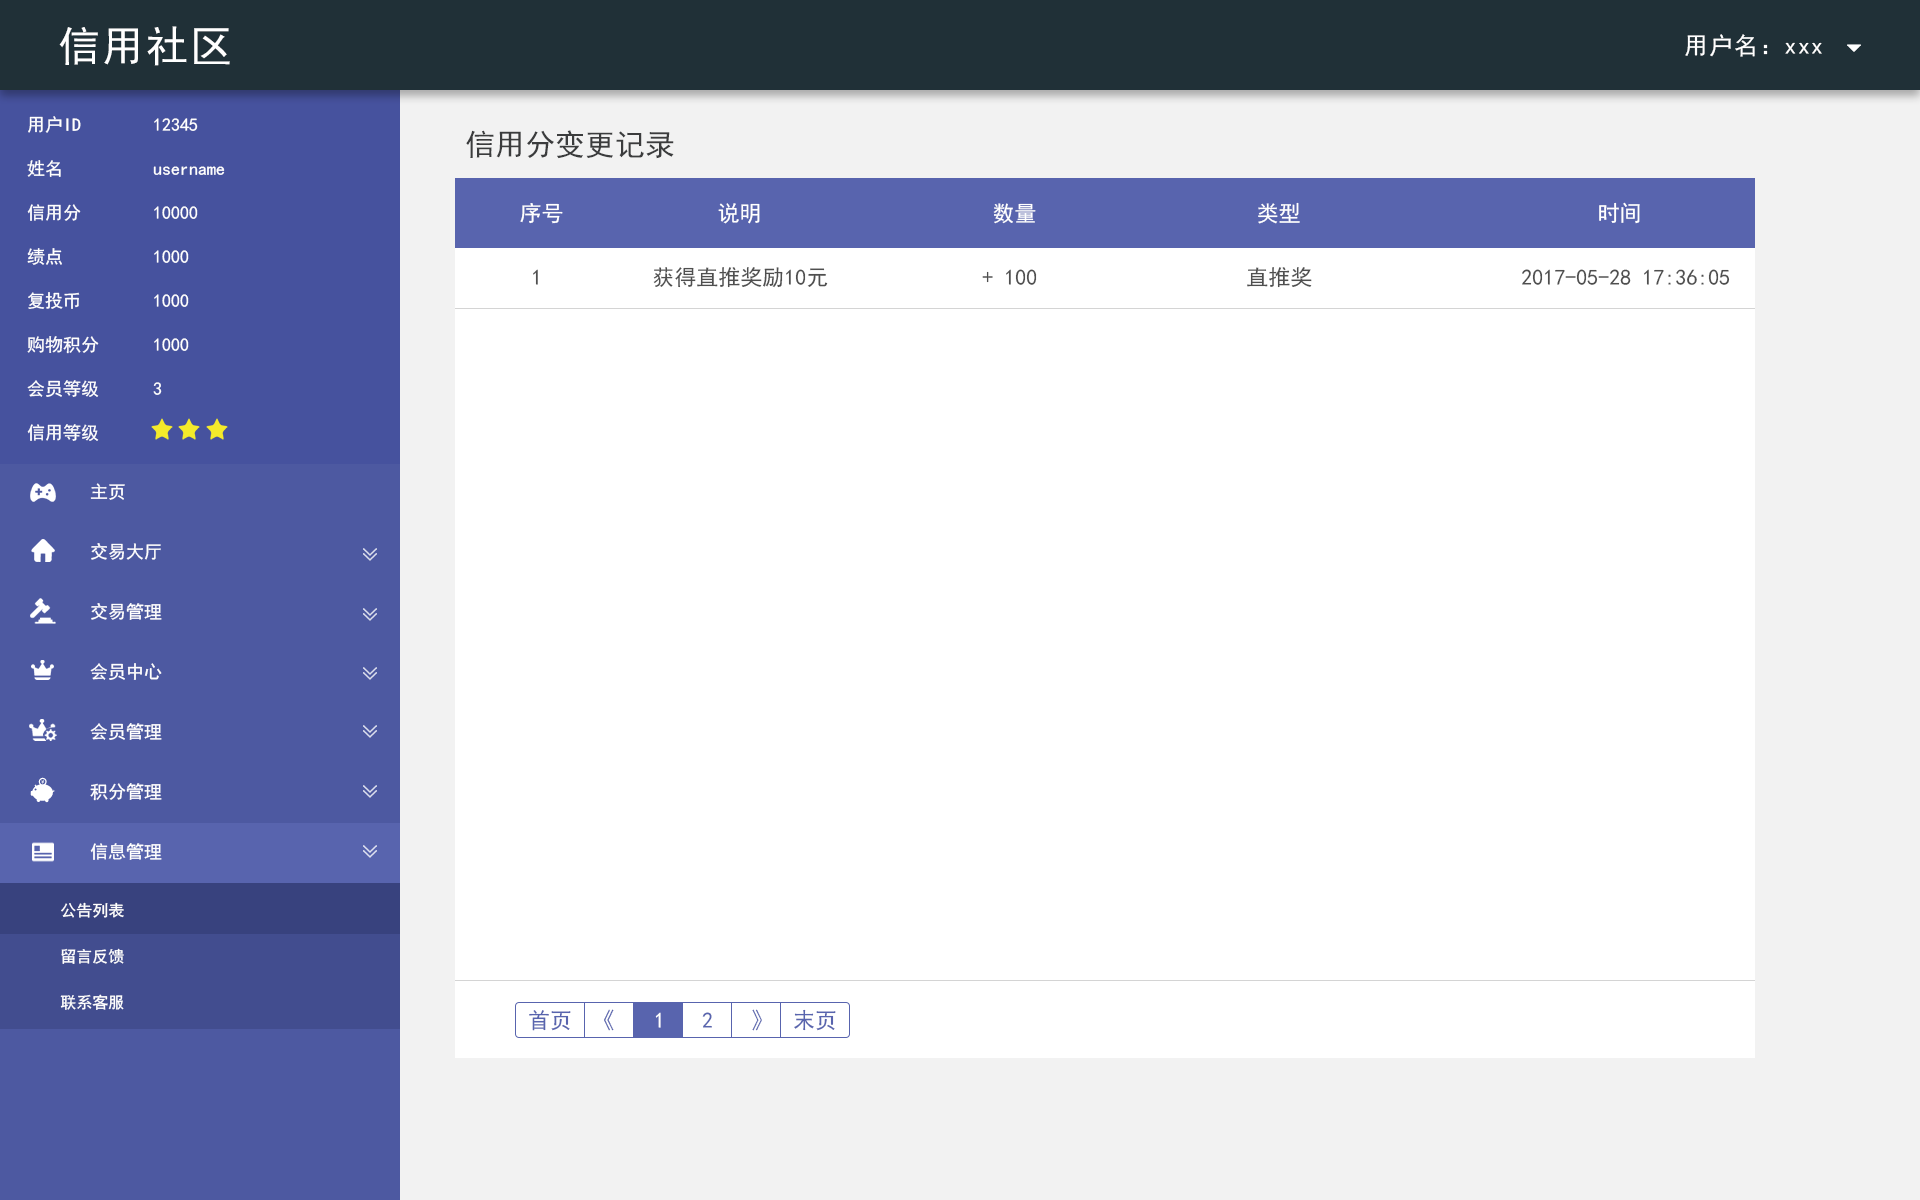 信用社区
用户名：xxx
用户ID 12345
姓名 username
信用分 10000
绩点 1000
复投币 1000
购物积分 1000
会员等级 3
信用等级
主页
交易大厅
交易管理
会员中心
会员管理
积分管理
信息管理
公告列表
留言反馈
联系客服
信用分变更记录
序号 说明 数量 类型 时间
1 获得直推奖励10元 + 100 直推奖 2017-05-28 17:36:05
首页 《 1 2 》 末页